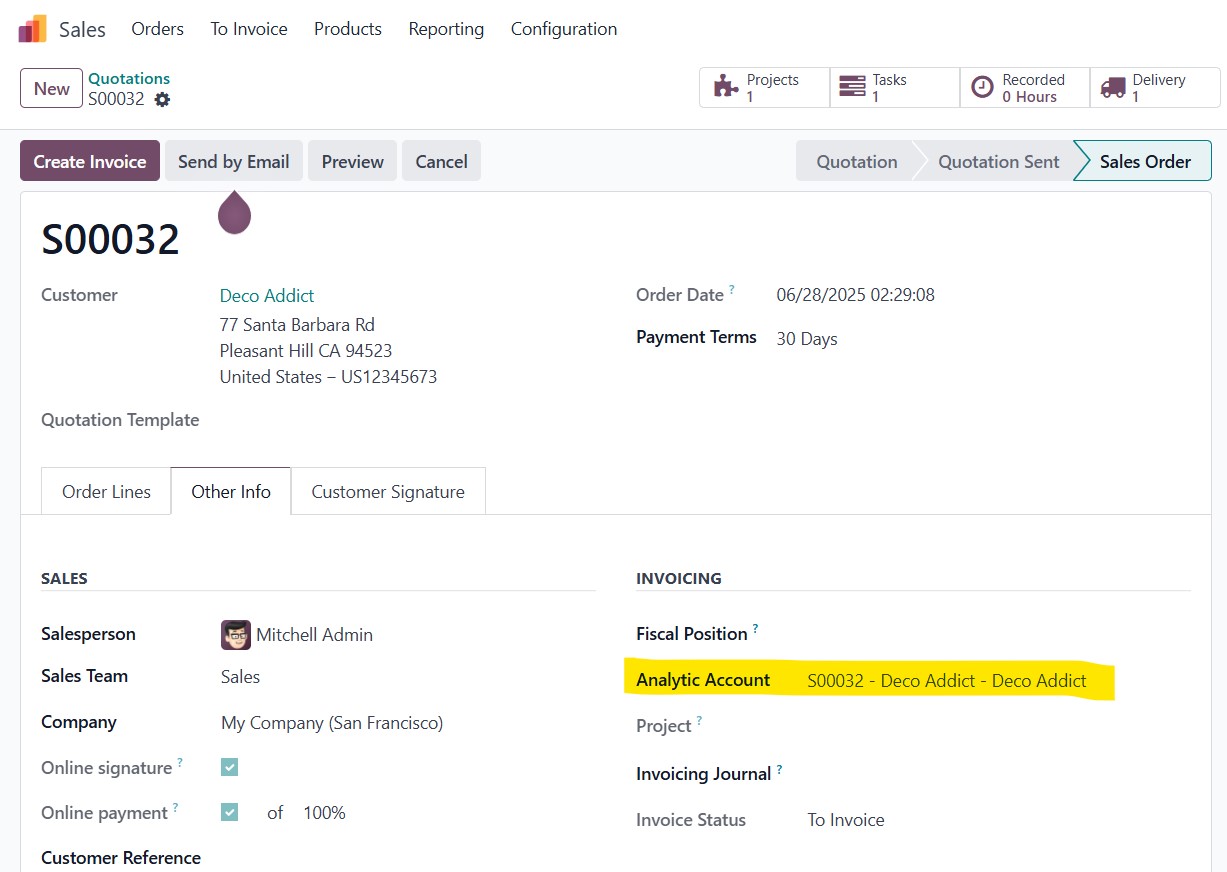 Sales Orders To Invoice Products Reporting Configuration
New
Quotations
S00032
Projects
1
Tasks
1
Recorded
0 Hours
Delivery
1
Create Invoice Send by Email Preview Cancel
Quotation Quotation Sent Sales Order
S00032
Customer
Deco Addict
77 Santa Barbara Rd
Pleasant Hill CA 94523
United States – US12345673
Quotation Template
Order Date ? 06/28/2025 02:29:08
Payment Terms 30 Days
Order Lines Other Info Customer Signature
SALES
Salesperson Mitchell Admin
Sales Team Sales
Company My Company (San Francisco)
Online signature ?
Online payment ? of 100%
Customer Reference
INVOICING
Fiscal Position ?
Analytic Account S00032 - Deco Addict - Deco Addict
Project ?
Invoicing Journal ?
Invoice Status To Invoice